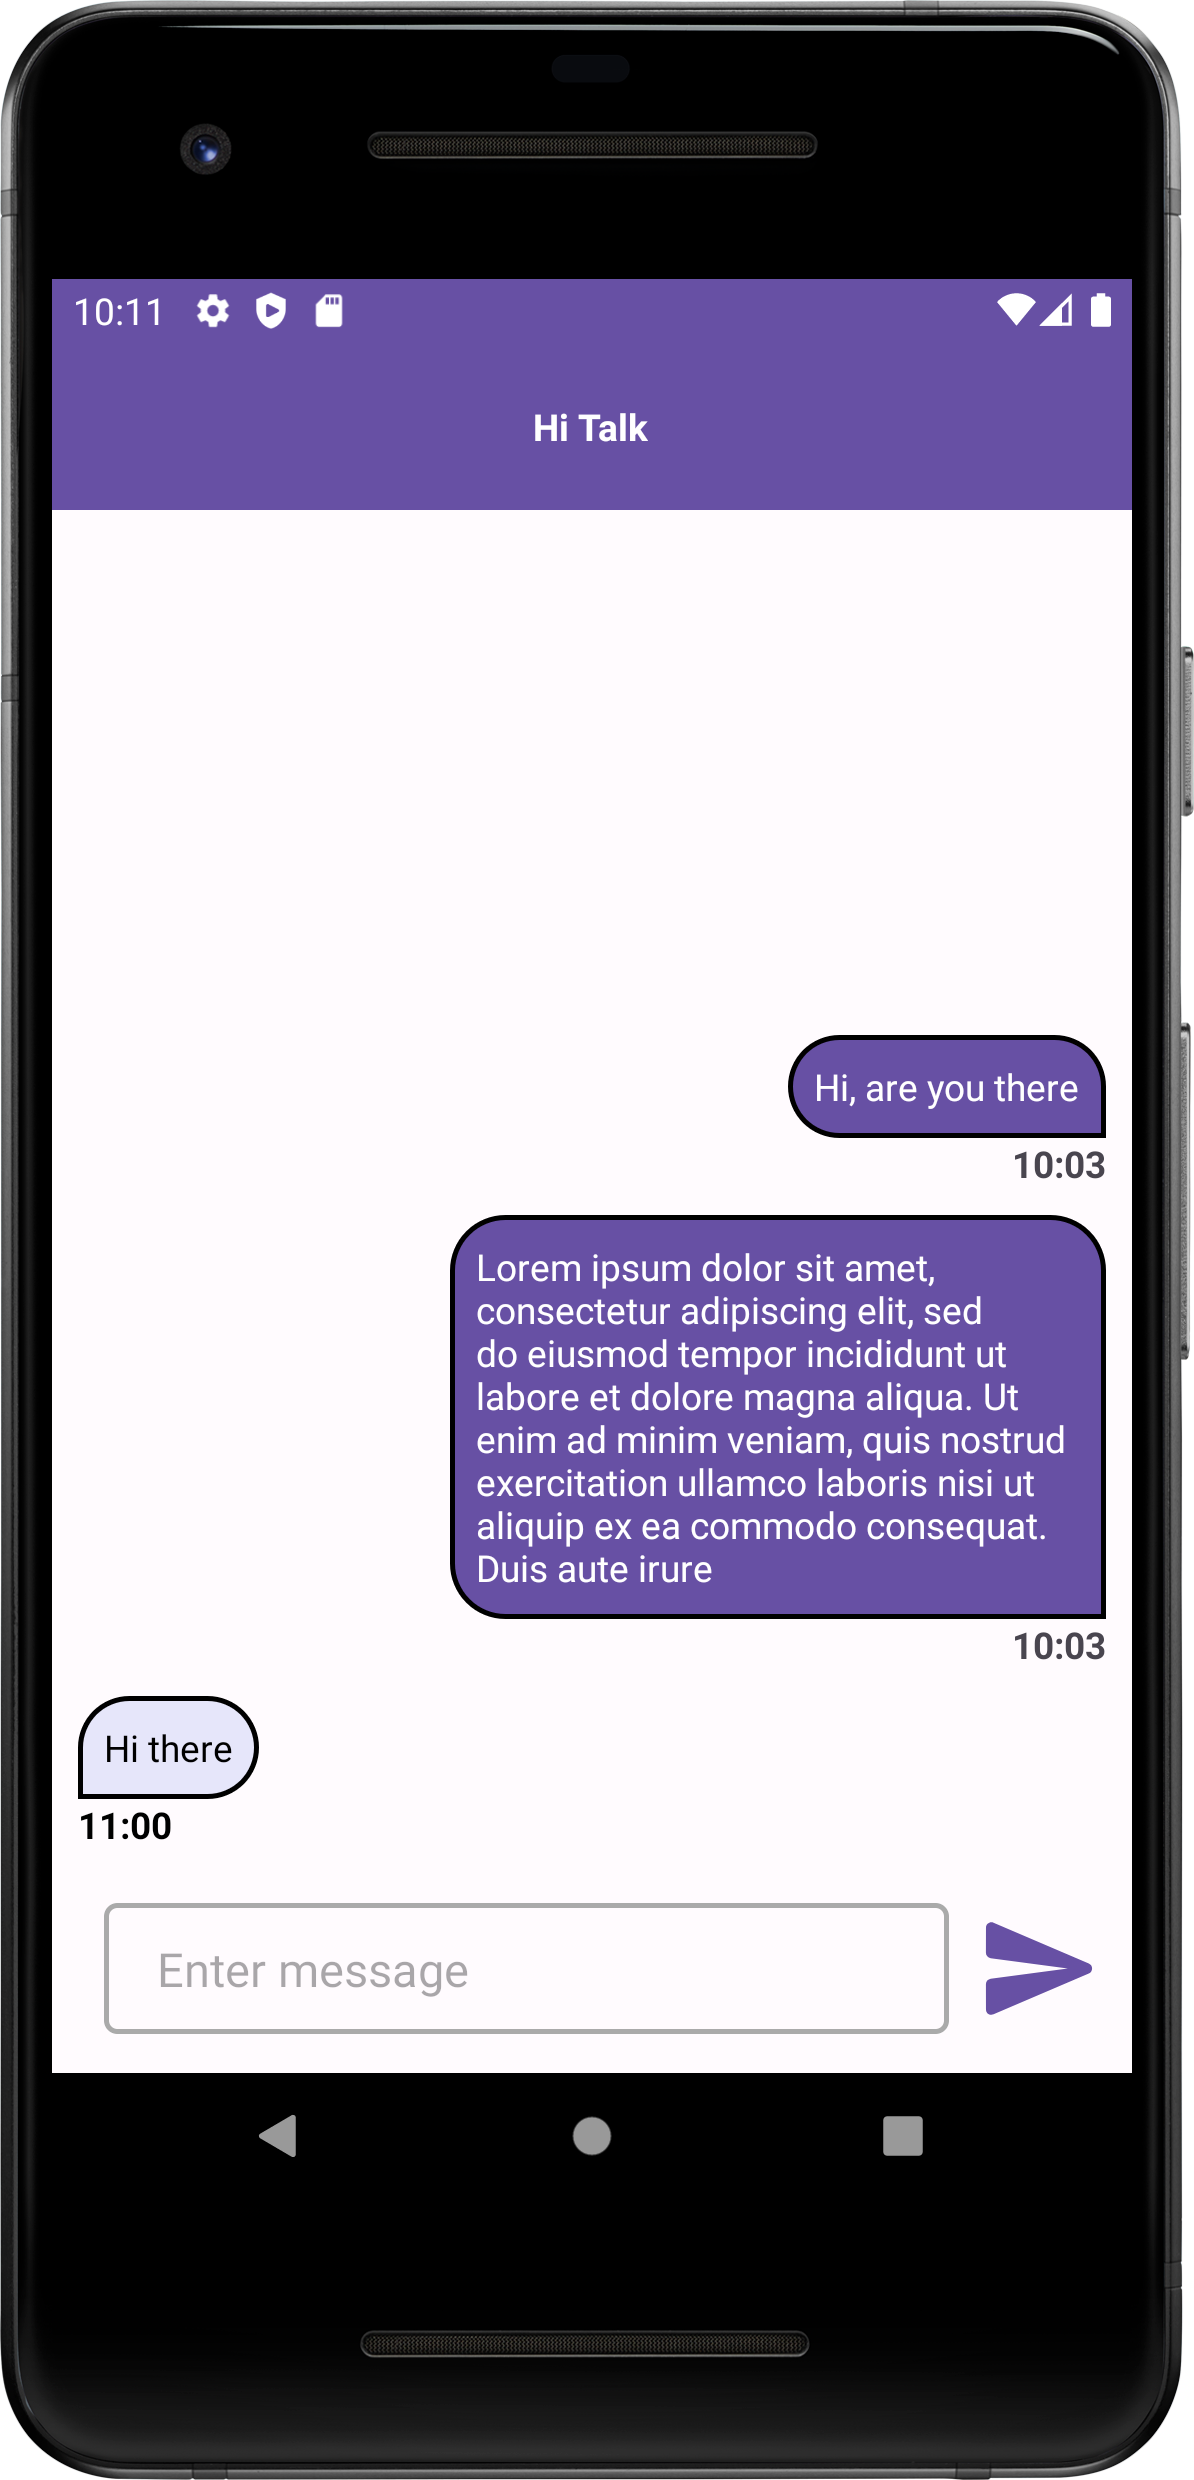 10:11
Hi Talk
Hi, are you there
10:03
Lorem ipsum dolor sit amet,
consectetur adipiscing elit, sed
do eiusmod tempor incididunt ut
labore et dolore magna aliqua. Ut
enim ad minim veniam, quis nostrud
exercitation ullamco laboris nisi ut
aliquip ex ea commodo consequat.
Duis aute irure
10:03
Hi there
11:00
Enter message